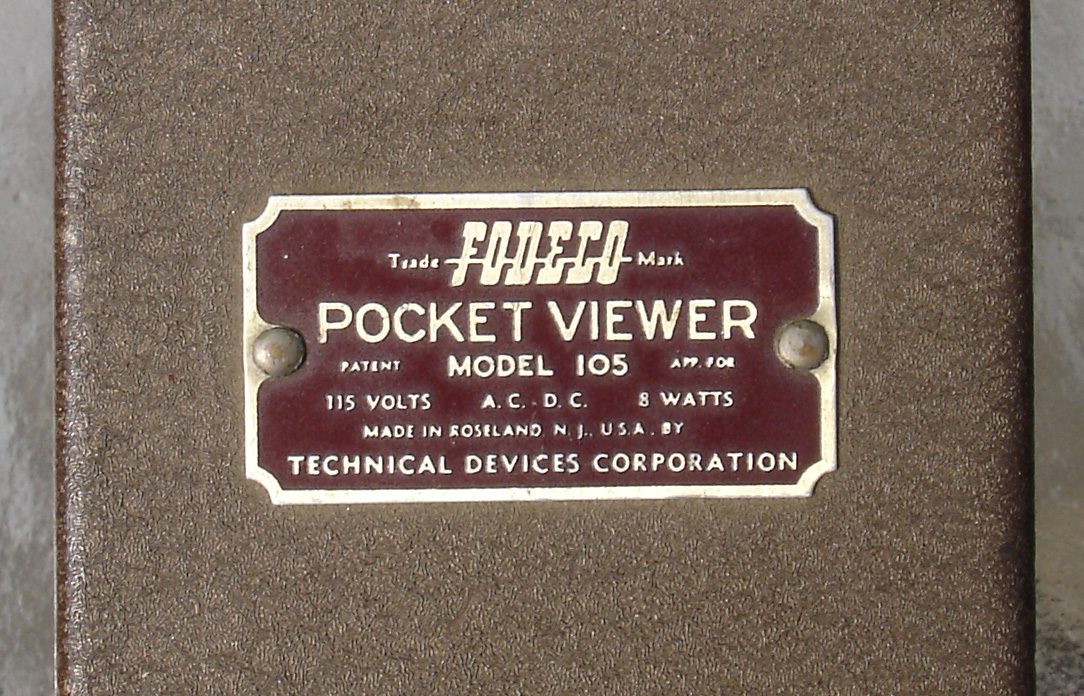 Trade FODECO Mark
POCKET VIEWER
PATENT MODEL 105 APP. FOR
115 VOLTS A.C. - D.C. 8 WATTS
MADE IN ROSELAND, N.J., U.S.A. BY
TECHNICAL DEVICES CORPORATION